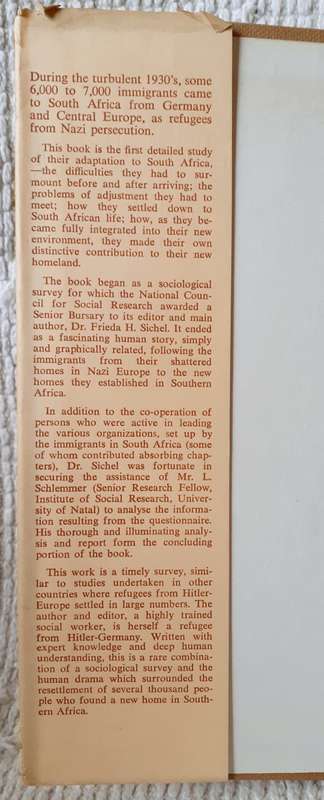 During the turbulent 1930's, some
6,000 to 7,000 immigrants came
to South Africa from Germany
and Central Europe, as refugees
from Nazi persecution.
This book is the first detailed study
of their adaptation to South Africa,
—the difficulties they had to sur-
mount before and after arriving; the
problems of adjustment they had to
meet; how they settled down to
South African life; how, as they be-
came fully integrated into their new
environment, they made their own
distinctive contribution to their new
homeland.
The book began as a sociological
survey for which the National Coun-
cil for Social Research awarded a
Senior Bursary to its editor and main
author, Dr. Frieda H. Sichel. It ended
as a fascinating human story, simply
and graphically related, following the
immigrants from their shattered
homes in Nazi Europe to the new
homes they established in Southern
Africa.
In addition to the co-operation of
persons who were active in leading
the various organizations, set up by
the immigrants in South Africa (some
of whom contributed absorbing chap-
ters), Dr. Sichel was fortunate in
securing the assistance of Mr. L.
Schlemmer (Senior Research Fellow,
Institute of Social Research, Univer-
sity of Natal) to analyse the informa-
tion resulting from the questionnaire.
His thorough and illuminating analy-
sis and report form the concluding
portion of the book.
This work is a timely survey, simi-
lar to studies undertaken in other
countries where refugees from Hitler-
Europe settled in large numbers. The
author and editor, a highly trained
social worker, is herself a refugee
from Hitler-Germany. Written with
expert knowledge and deep human
understanding, this is a rare combina-
tion of a sociological survey and the
human drama which surrounded the
resettlement of several thousand peo-
ple who found a new home in South-
ern Africa.